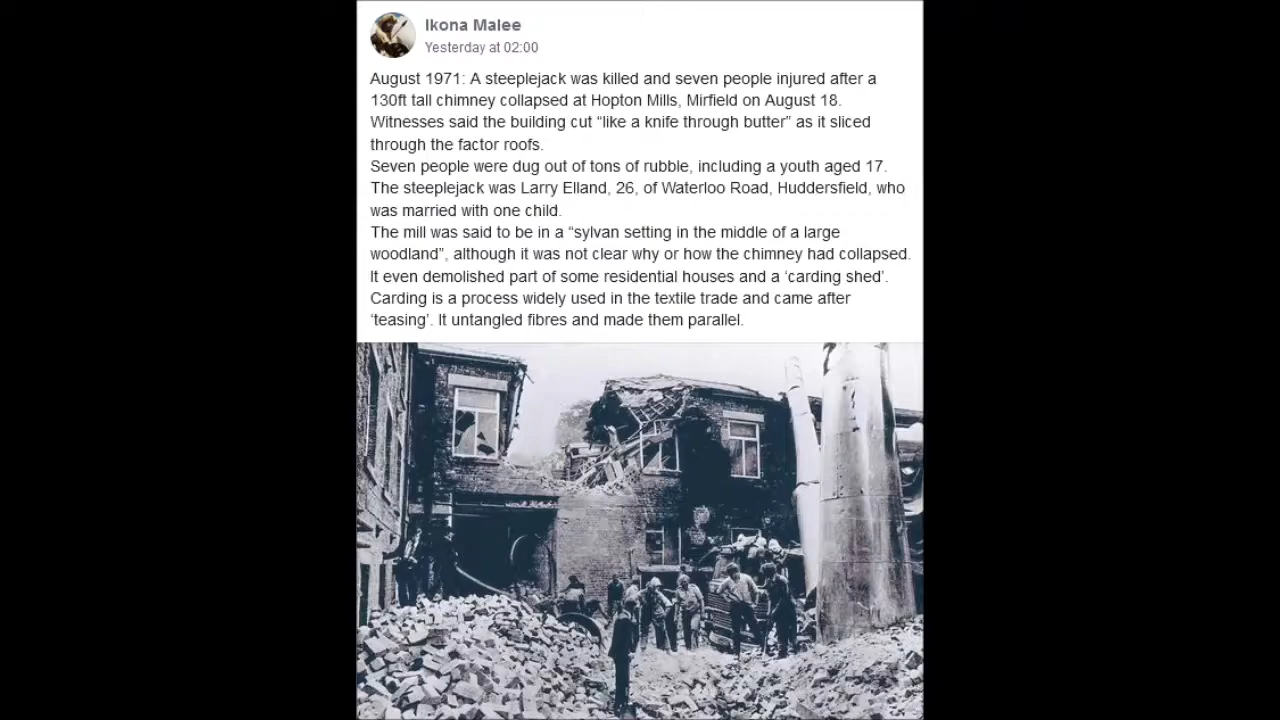 Ikona Malee
Yesterday at 02:00
August 1971: A steeplejack was killed and seven people injured after a
130ft tall chimney collapsed at Hopton Mills, Mirfield on August 18.
Witnesses said the building cut “like a knife through butter” as it sliced
through the factor roofs.
Seven people were dug out of tons of rubble, including a youth aged 17.
The steeplejack was Larry Elland, 26, of Waterloo Road, Huddersfield, who
was married with one child.
The mill was said to be in a “sylvan setting in the middle of a large
woodland”, although it was not clear why or how the chimney had collapsed.
It even demolished part of some residential houses and a ‘carding shed’.
Carding is a process widely used in the textile trade and came after
‘teasing’. It untangled fibres and made them parallel.